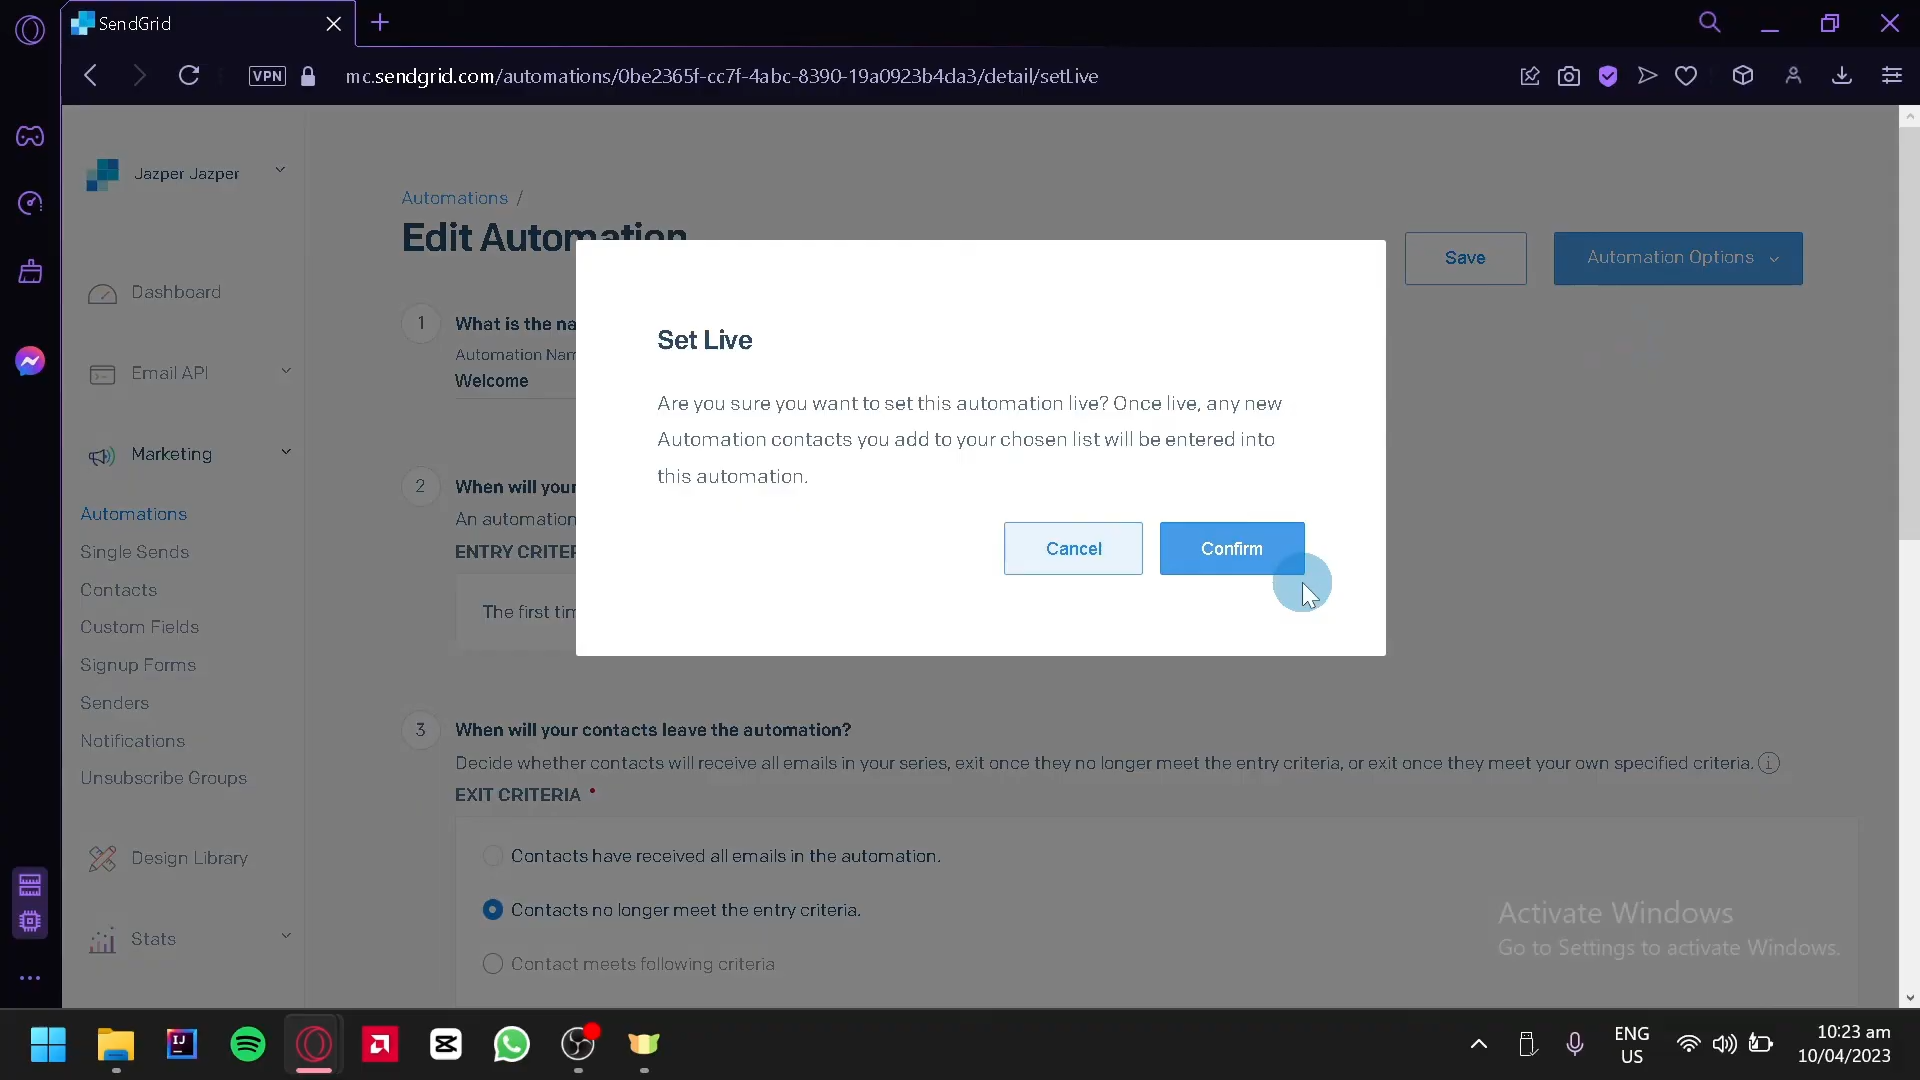 SendGrid
VPN
mc.sendgrid.com/automations/0be2365f-cc7f-4abc-8390-19a0923b4da3/detail/setLive
Jazper Jazper
Dashboard
Email API
Marketing
Automations
Single Sends
Contacts
Custom Fields
Signup Forms
Senders
Notifications
Unsubscribe Groups
Design Library
Stats
Automations /
Edit Automation
Save
Automation Options
1
What is the na
Automation Nam
Welcome
2
When will your
An automation
ENTRY CRITER
The first tim
Set Live
Are you sure you want to set this automation live? Once live, any new
Automation contacts you add to your chosen list will be entered into
this automation.
Cancel
Confirm
3
When will your contacts leave the automation?
Decide whether contacts will receive all emails in your series, exit once they no longer meet the entry criteria, or exit once they meet your own specified criteria.
EXIT CRITERIA *
Contacts have received all emails in the automation.
Contacts no longer meet the entry criteria.
Contact meets following criteria
Activate Windows
Go to Settings to activate Windows.
IJ
ENG
US
10:23 am
10/04/2023